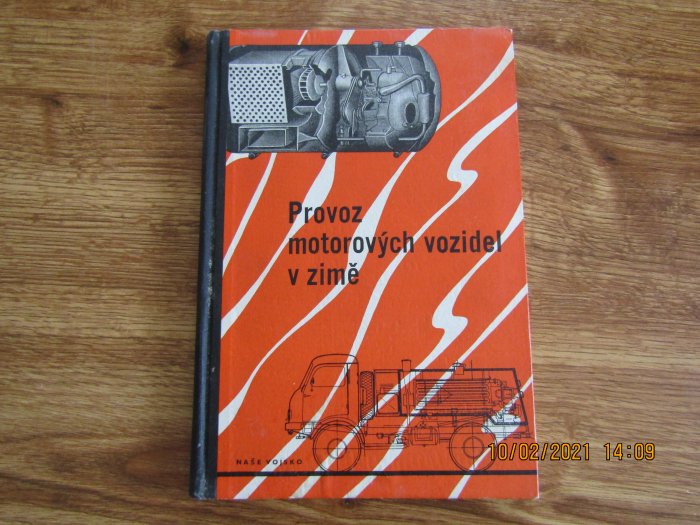 Provoz
motorových vozidel
v zimě
NAŠE VOJSKO
10/02/2021 14:09